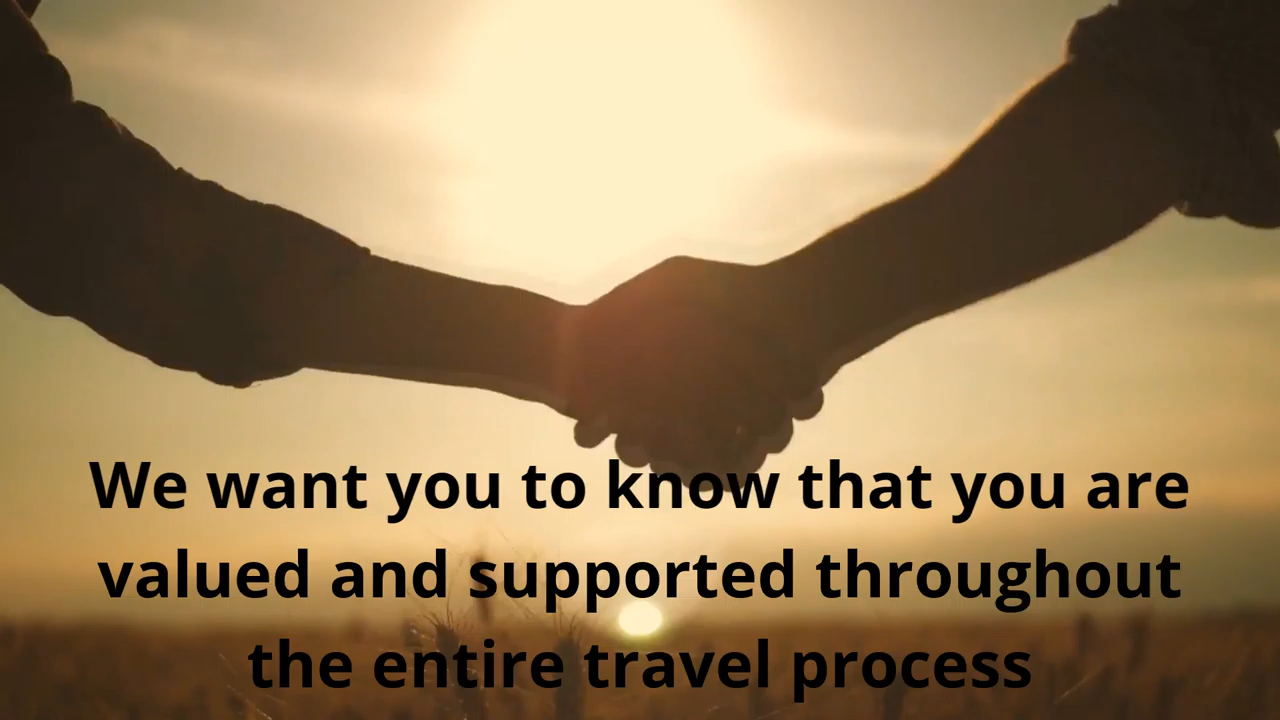 We want you to know that you are
valued and supported throughout
the entire travel process